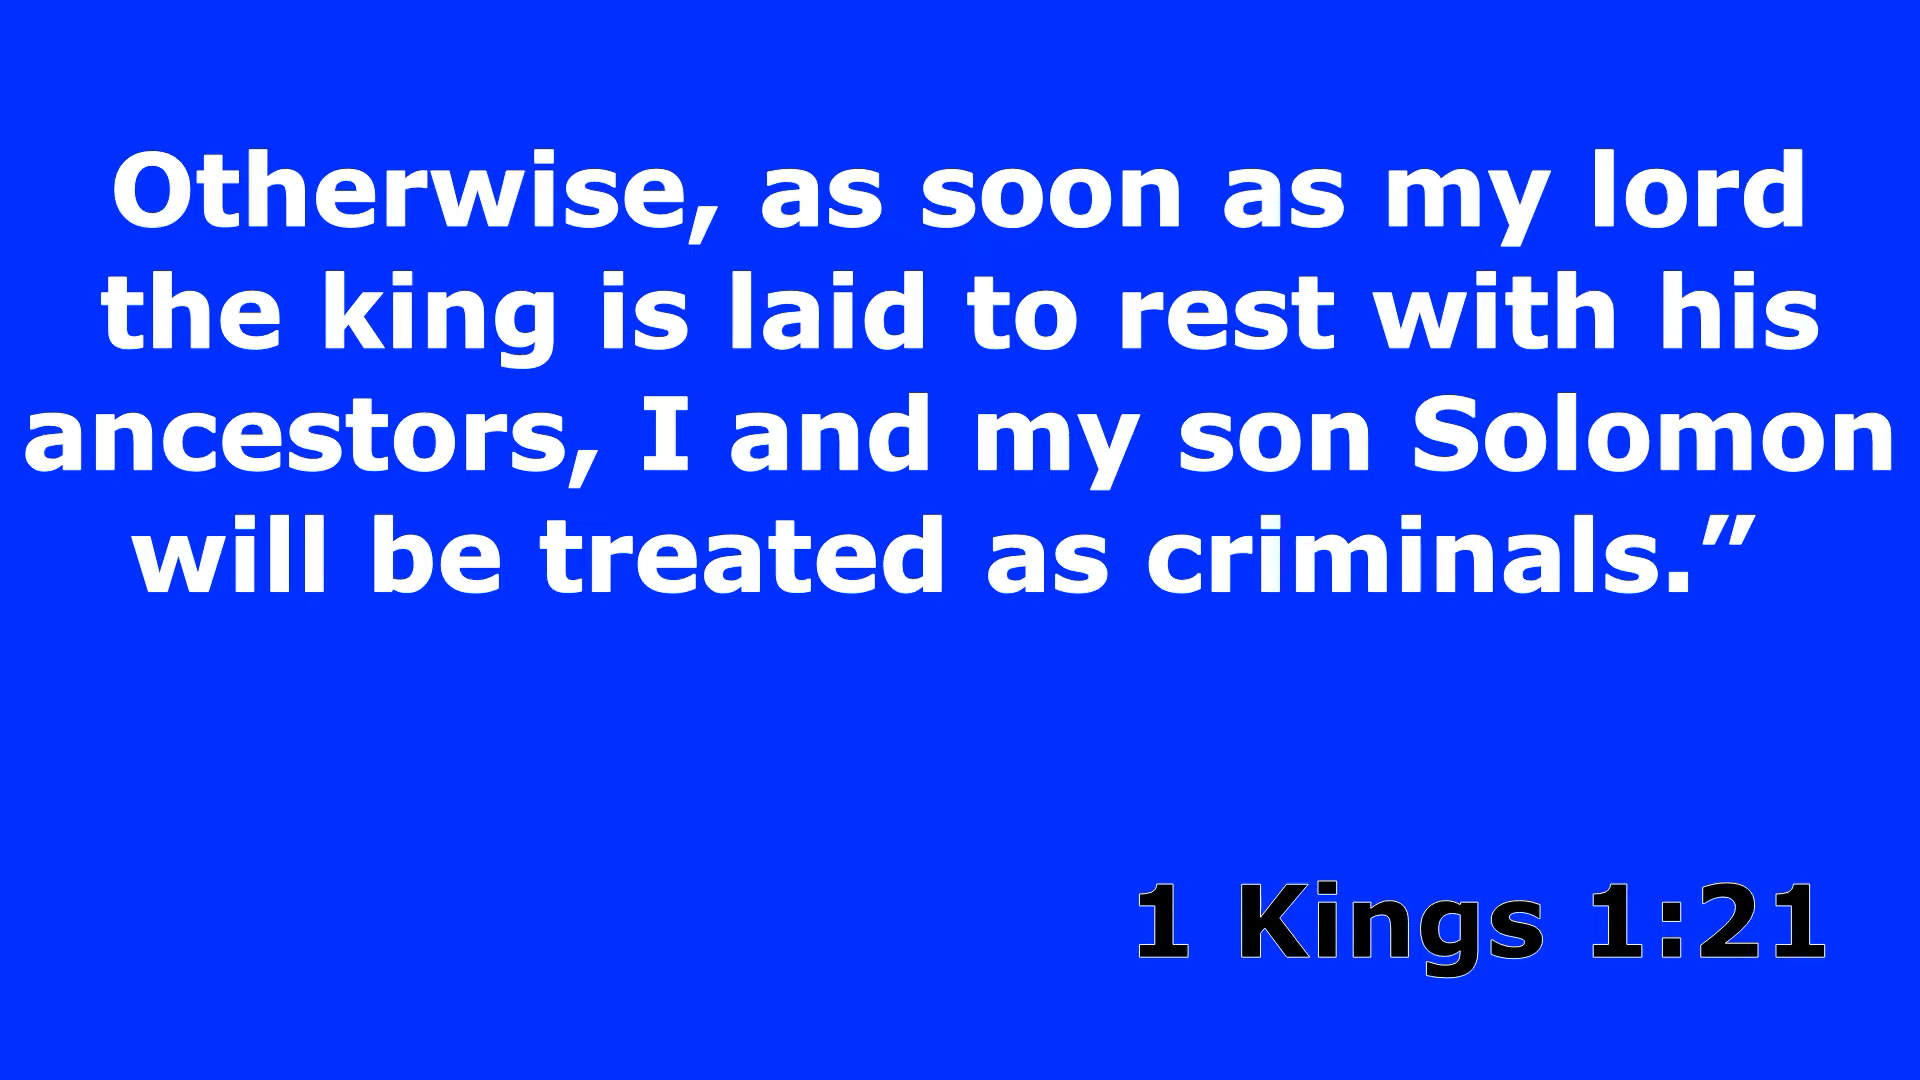 Otherwise, as soon as my lord
the king is laid to rest with his
ancestors, I and my son Solomon
will be treated as criminals.”
1 Kings 1:21